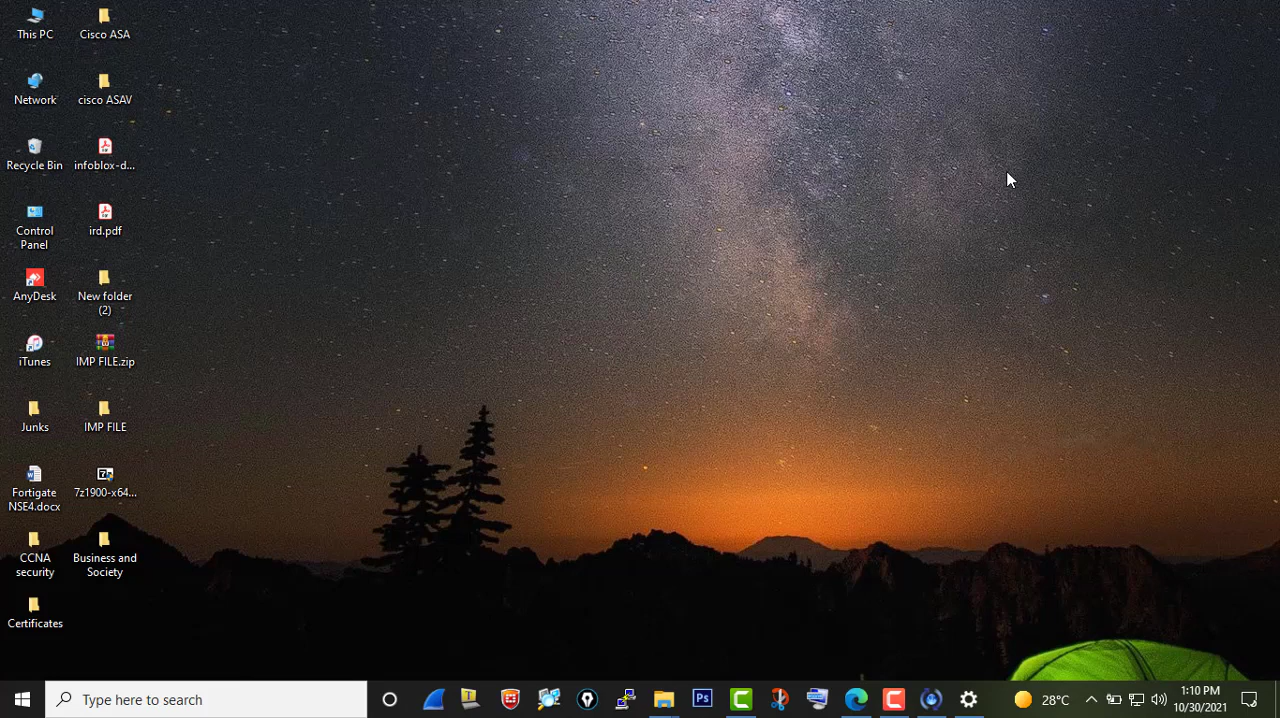 This PC
Cisco ASA
Network
cisco ASAV
Recycle Bin
infoblox-d...
Control
Panel
ird.pdf
AnyDesk
New folder
(2)
iTunes
IMP FILE.zip
Junks
IMP FILE
Fortigate
NSE4.docx
7z1900-x64...
CCNA
security
Business and
Society
Certificates
Type here to search
Ps
28°C
1:10 PM
10/30/2021